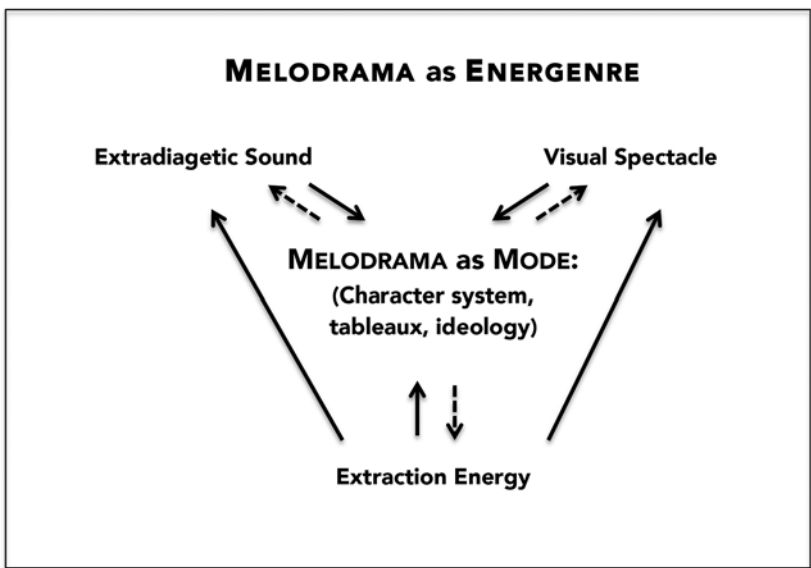 MELODRAMA as ENERGENRE
Extradiagetic Sound
Visual Spectacle
MELODRAMA as MODE:
(Character system,
tableaux, ideology)
Extraction Energy